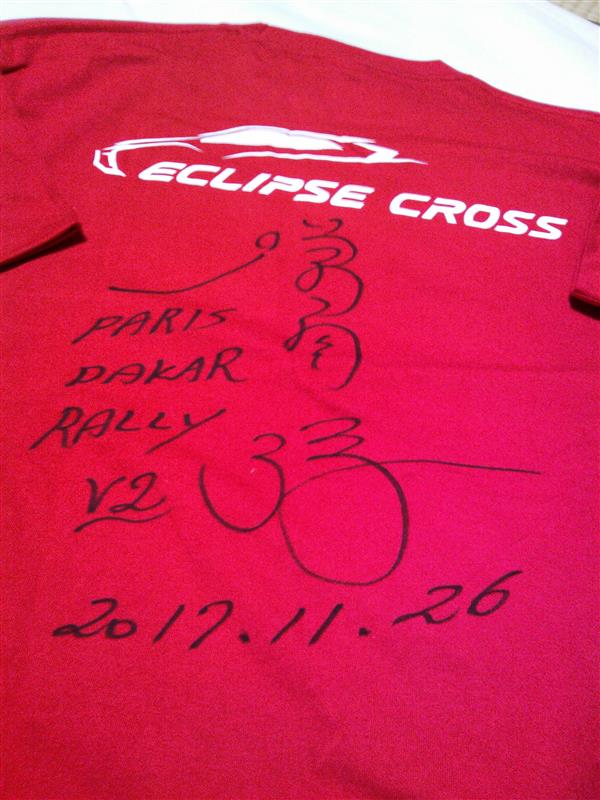 ECLIPSE CROSS
PARIS
DAKAR
RALLY
V2
2017.11.26